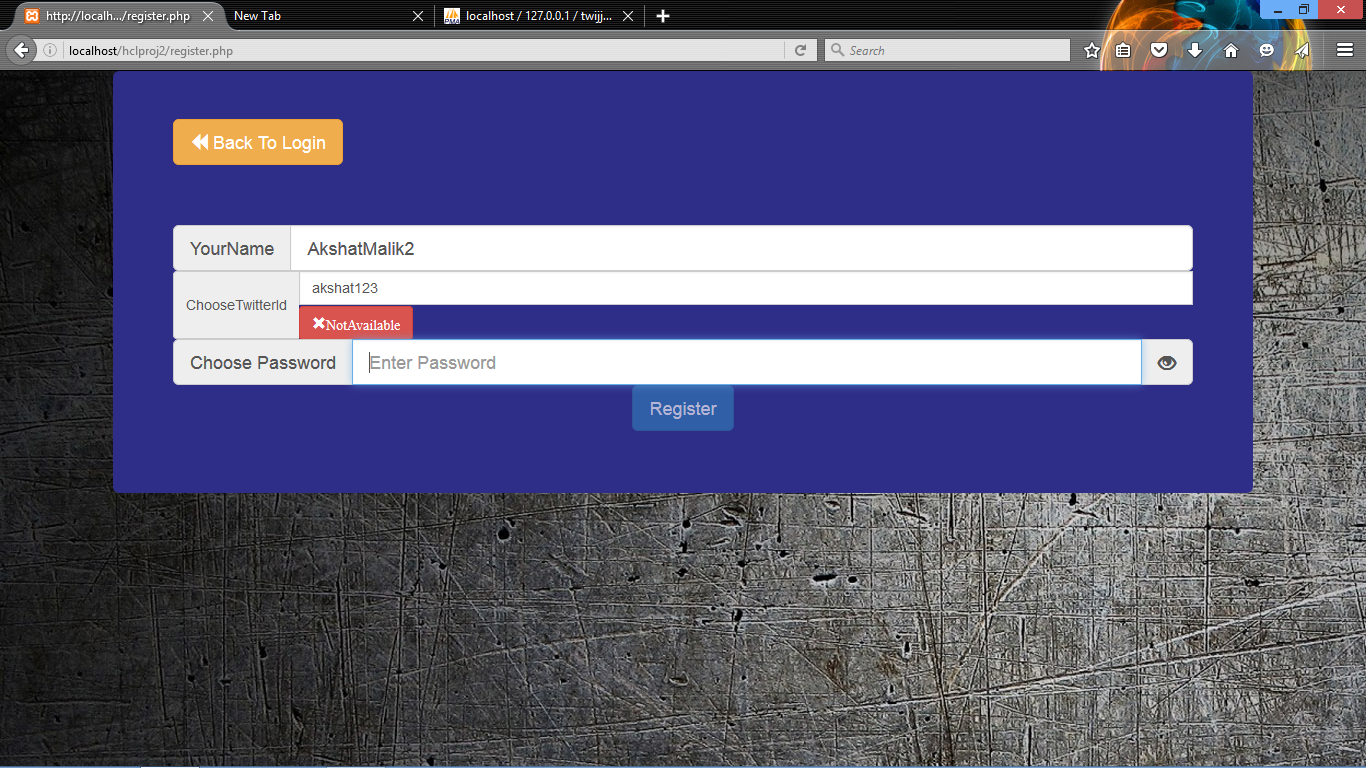 http://localh.../register.php
New Tab
localhost / 127.0.0.1 / twijj...
localhost/hclproj2/register.php
Search
Back To Login
YourName AkshatMalik2
ChooseTwitterId akshat123
NotAvailable
Choose Password Enter Password
Register